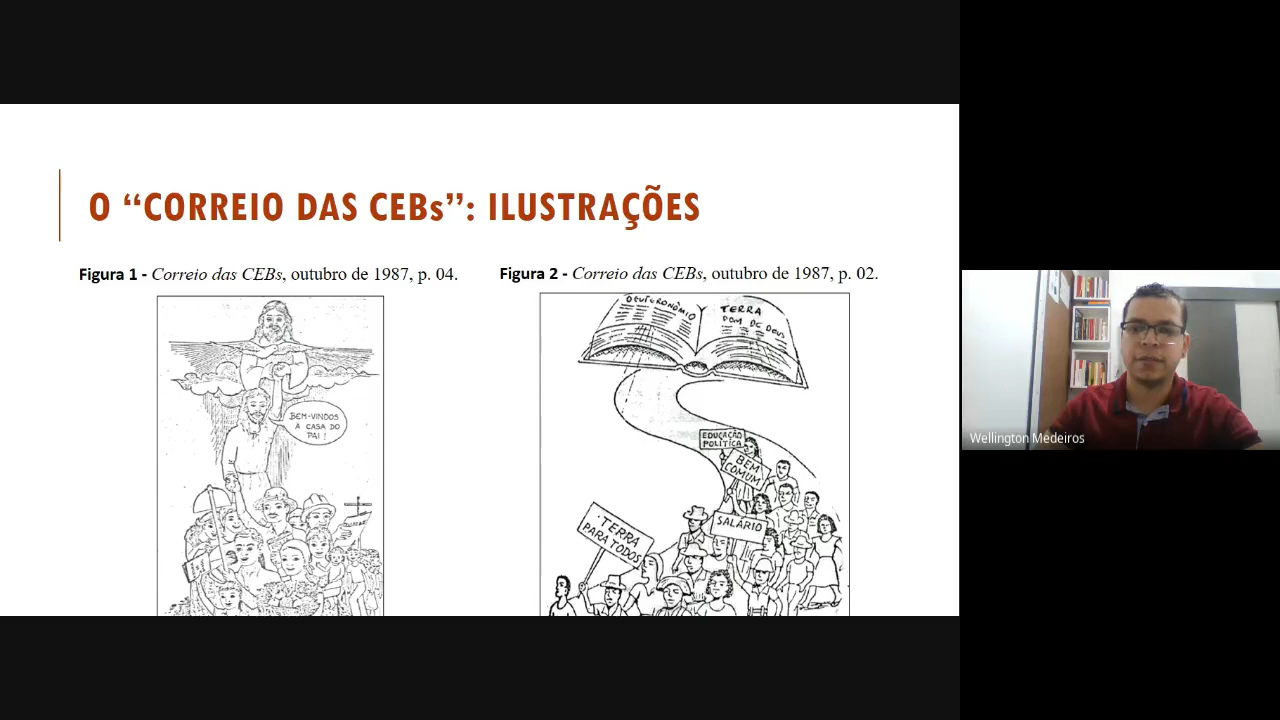 O “CORREIO DAS CEBs”: ILUSTRAÇÕES
Figura 1 - Correio das CEBs, outubro de 1987, p. 04.
BEM-VINDOS
A CASA DO
PAI!
Figura 2 - Correio das CEBs, outubro de 1987, p. 02.
DEUTERONÔMIO
TERRA
DOM DE DEUS
EDUCAÇÃO
POLÍTICA
BEM
COMUM
SALÁRIO
TERRA
PARA TODOS
Wellington Medeiros